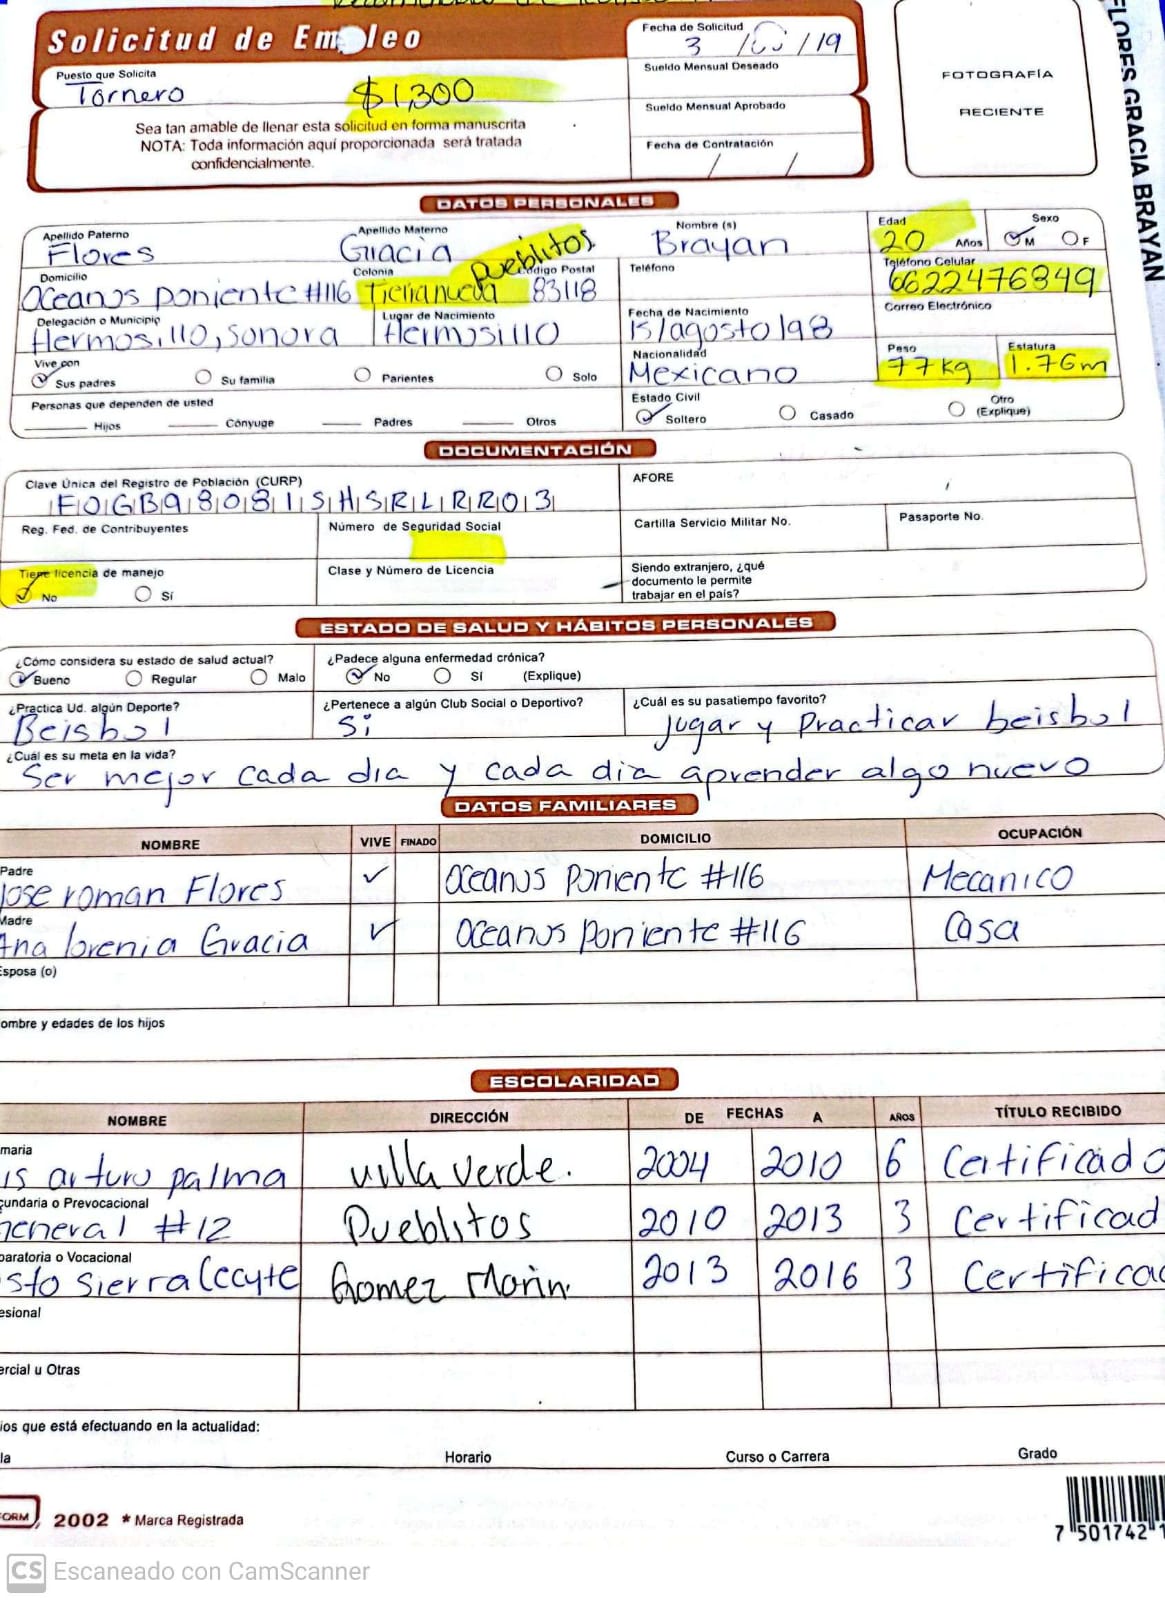 Solicitud de Empleo
Fecha de Solicitud
3 / / 19
Puesto que Solicita
Tornero
$1,300
Sueldo Mensual Deseado
Sueldo Mensual Aprobado
Sea tan amable de llenar esta solicitud en forma manuscrita
NOTA: Toda información aquí proporcionada será tratada
confidencialmente.
Fecha de Contratación
/ /
FOTOGRAFÍA
RECIENTE
FLORES GRACIA BRAYAN
DATOS PERSONALES
Apellido Paterno Apellido Materno Nombre (s) Edad Sexo
Flores Gracia Brayan 20 Años M F
Pueblitos
Domicilio Colonia Código Postal Teléfono Teléfono Celular
Oceanus poniente #116 Tierranueva 83118 6622476349
Delegación o Municipio Lugar de Nacimiento Fecha de Nacimiento Correo Electrónico
Hermosillo, Sonora Hermosillo 15/agosto/98
Vive con Nacionalidad Peso Estatura
Sus padres Su familia Parientes Solo Mexicano 77kg 1.76m
Personas que dependen de usted Estado Civil
Hijos Cónyuge Padres Otros Soltero Casado Otro (Explique)
DOCUMENTACIÓN
Clave Única del Registro de Población (CURP) AFORE
FOGB980815HSRLRR03
Reg. Fed. de Contribuyentes Número de Seguridad Social Cartilla Servicio Militar No. Pasaporte No.
Tiene licencia de manejo Clase y Número de Licencia Siendo extranjero, ¿qué
documento le permite
No Sí trabajar en el país?
ESTADO DE SALUD Y HÁBITOS PERSONALES
¿Cómo considera su estado de salud actual? ¿Padece alguna enfermedad crónica?
Bueno Regular Malo No Sí (Explique)
¿Practica Ud. algún Deporte? ¿Pertenece a algún Club Social o Deportivo? ¿Cuál es su pasatiempo favorito?
Beisbol Si Jugar y Practicar beisbol
¿Cuál es su meta en la vida?
Ser mejor cada dia y cada dia aprender algo nuevo
DATOS FAMILIARES
NOMBRE VIVE FINADO DOMICILIO OCUPACIÓN
Padre
Jose roman Flores ✓ Oceanus Poniente #116 Mecanico
Madre
Ana lorenia Gracia ✓ Oceanus Poniente #116 Casa
Esposa (o)
ombre y edades de los hijos
ESCOLARIDAD
NOMBRE DIRECCIÓN DE FECHAS A AÑOS TÍTULO RECIBIDO
maria
is arturo palma Villa verde. 2004 2010 6 Certificado
cundaria o Prevocacional
General #12 Pueblitos 2010 2013 3 Certificad
paratoria o Vocacional
sto Sierra Cecyte Gomez Morin. 2013 2016 3 Certificad
esional
ercial u Otras
ios que está efectuando en la actualidad:
la Horario Curso o Carrera Grado
FORM 2002 * Marca Registrada
7 501742 1
CS Escaneado con CamScanner